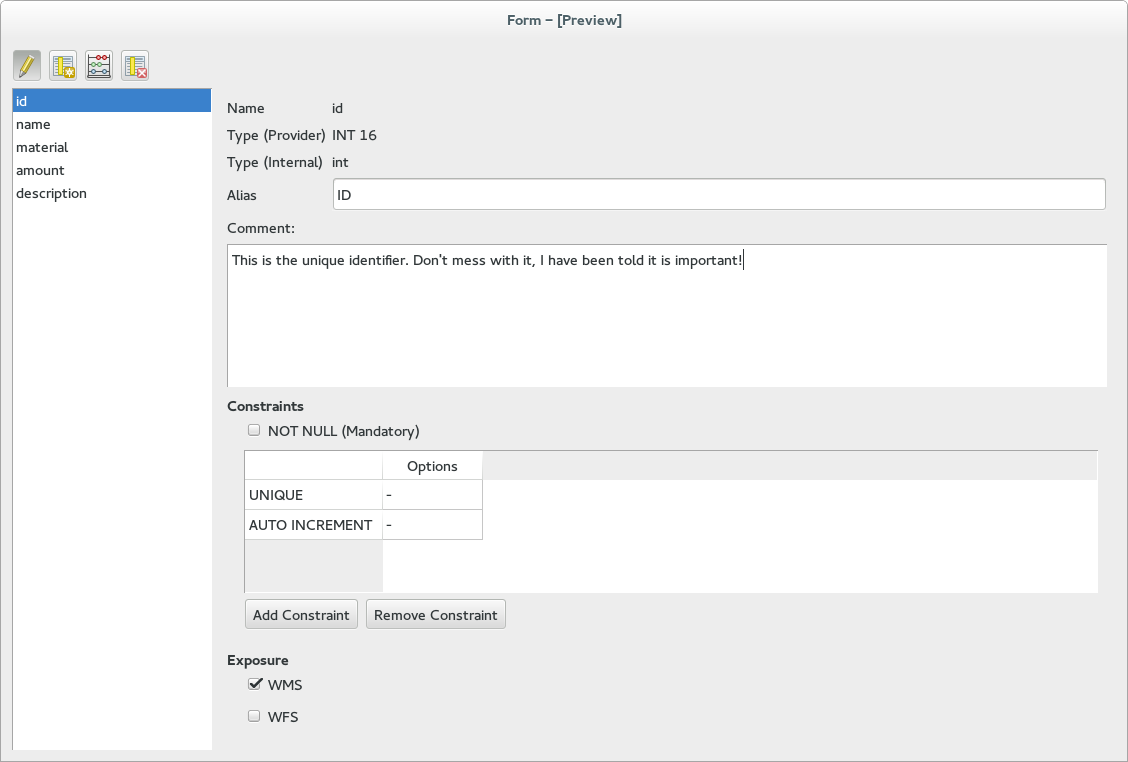 Form – [Preview]
id
name
material
amount
description
Name id
Type (Provider) INT 16
Type (Internal) int
Alias ID
Comment:
This is the unique identifier. Don't mess with it, I have been told it is important!
Constraints
NOT NULL (Mandatory)
Options
UNIQUE -
AUTO INCREMENT -
Add Constraint Remove Constraint
Exposure
WMS
WFS